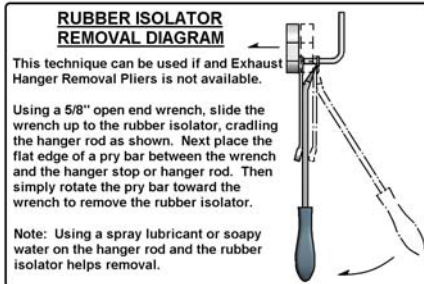 RUBBER ISOLATOR
REMOVAL DIAGRAM
This technique can be used if and Exhaust
Hanger Removal Pliers is not available.
Using a 5/8" open end wrench, slide the
wrench up to the rubber isolator, cradling
the hanger rod as shown. Next place the
flat edge of a pry bar between the wrench
and the hanger stop or hanger rod. Then
simply rotate the pry bar toward the
wrench to remove the rubber isolator.
Note: Using a spray lubricant or soapy
water on the hanger rod and the rubber
isolator helps removal.